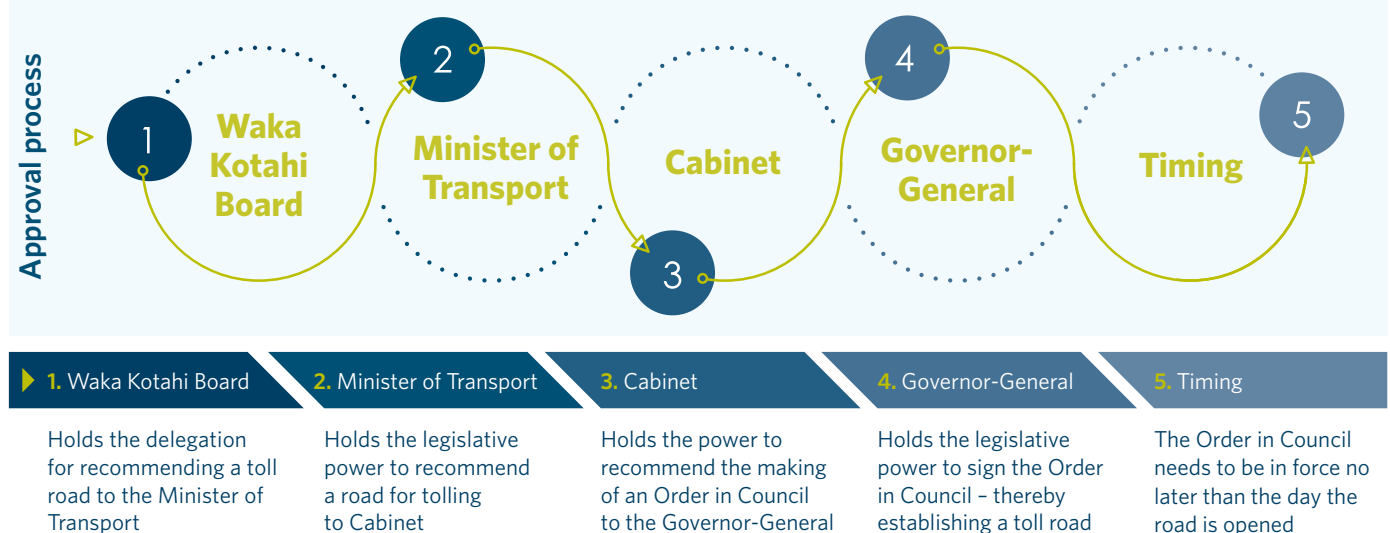 Approval process
1
Waka
Kotahi
Board
2
Minister of
Transport
3
Cabinet
4
Governor-
General
5
Timing
1. Waka Kotahi Board
Holds the delegation
for recommending a toll
road to the Minister of
Transport
2. Minister of Transport
Holds the legislative
power to recommend
a road for tolling
to Cabinet
3. Cabinet
Holds the power to
recommend the making
of an Order in Council
to the Governor-General
4. Governor-General
Holds the legislative
power to sign the Order
in Council – thereby
establishing a toll road
5. Timing
The Order in Council
needs to be in force no
later than the day the
road is opened